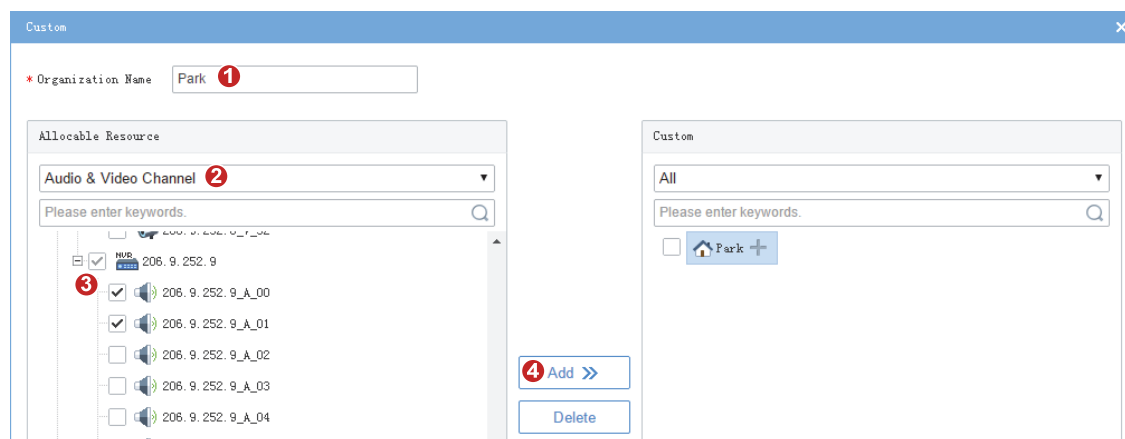 Custom
* Organization Name Park 1
Allocable Resource
Audio & Video Channel 2
Please enter keywords.
NVR 206.9.252.9
3
206.9.252.9_A_00
206.9.252.9_A_01
206.9.252.9_A_02
206.9.252.9_A_03
206.9.252.9_A_04
4 Add
Delete
Custom
All
Please enter keywords.
Park